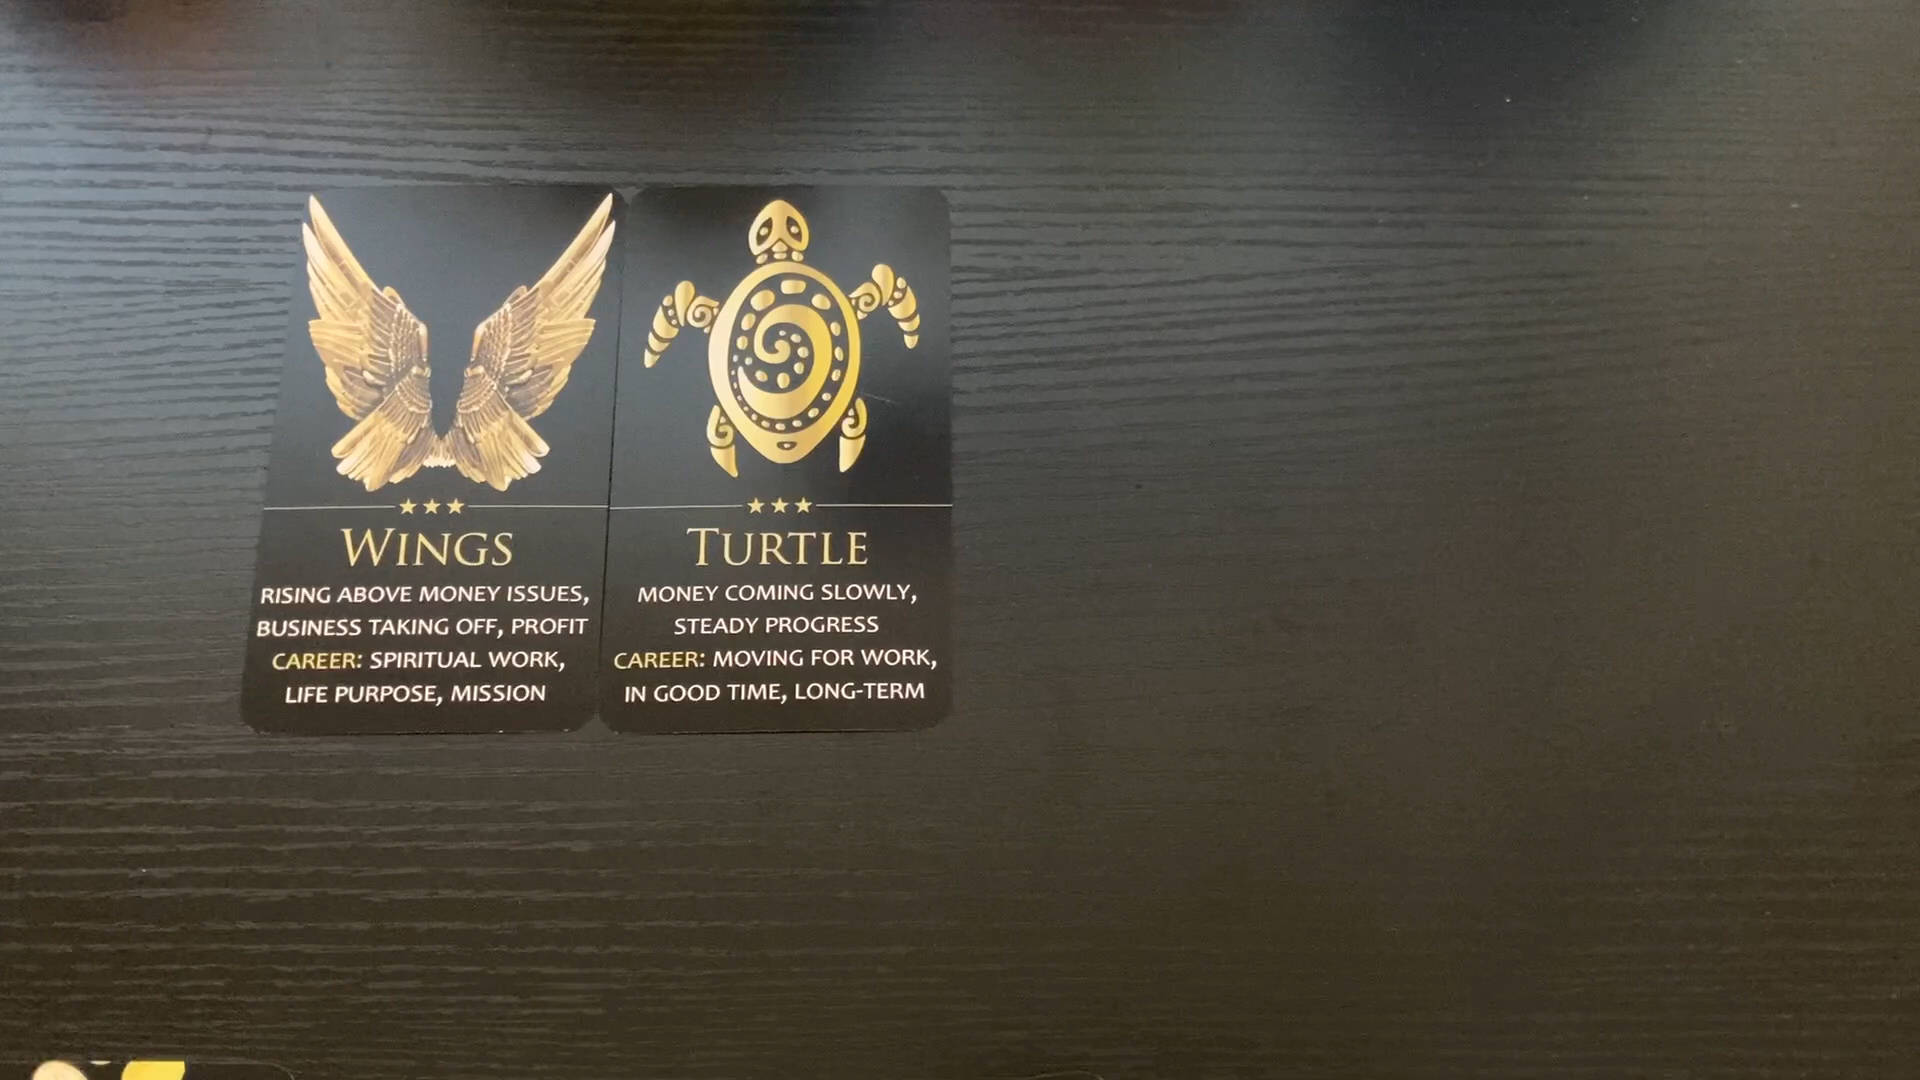 WINGS
RISING ABOVE MONEY ISSUES,
BUSINESS TAKING OFF, PROFIT
CAREER: SPIRITUAL WORK,
LIFE PURPOSE, MISSION
TURTLE
MONEY COMING SLOWLY,
STEADY PROGRESS
CAREER: MOVING FOR WORK,
IN GOOD TIME, LONG-TERM